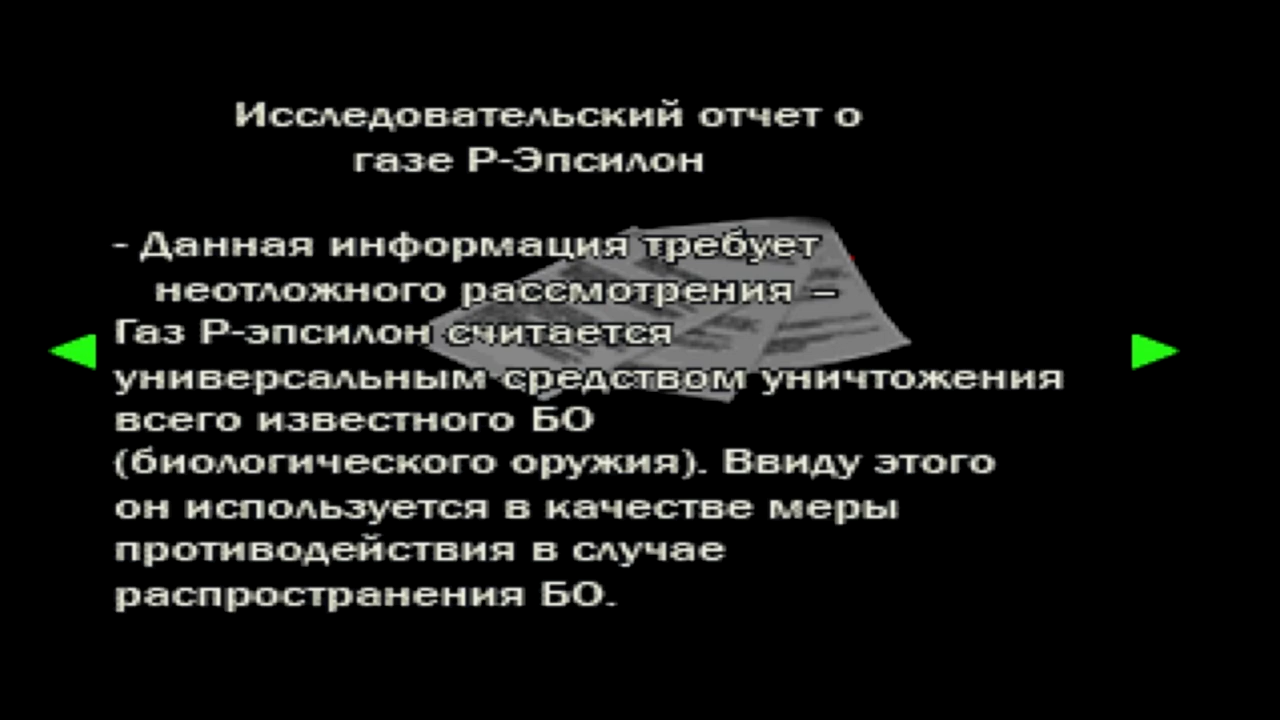 Исследовательский отчет о
газе Р-Эпсилон
- Данная информация требует
неотложного рассмотрения –
Газ Р-эпсилон считается
универсальным средством уничтожения
всего известного БО
(биологического оружия). Ввиду этого
он используется в качестве меры
противодействия в случае
распространения БО.